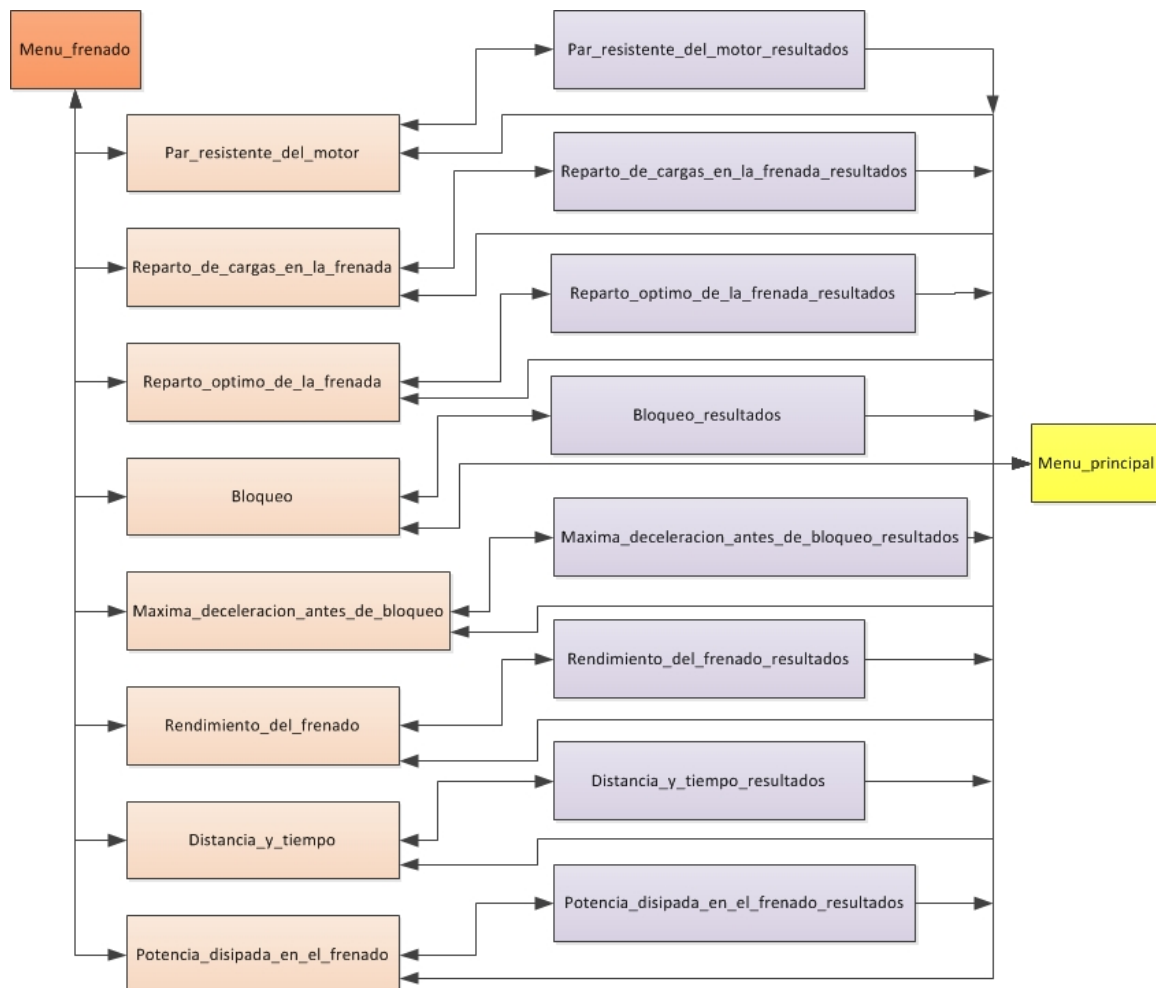 Menu_frenado
Par_resistente_del_motor_resultados
Par_resistente_del_motor
Reparto_de_cargas_en_la_frenada_resultados
Reparto_de_cargas_en_la_frenada
Reparto_optimo_de_la_frenada_resultados
Reparto_optimo_de_la_frenada
Bloqueo_resultados
Menu_principal
Bloqueo
Maxima_deceleracion_antes_de_bloqueo_resultados
Maxima_deceleracion_antes_de_bloqueo
Rendimiento_del_frenado_resultados
Rendimiento_del_frenado
Distancia_y_tiempo_resultados
Distancia_y_tiempo
Potencia_disipada_en_el_frenado_resultados
Potencia_disipada_en_el_frenado